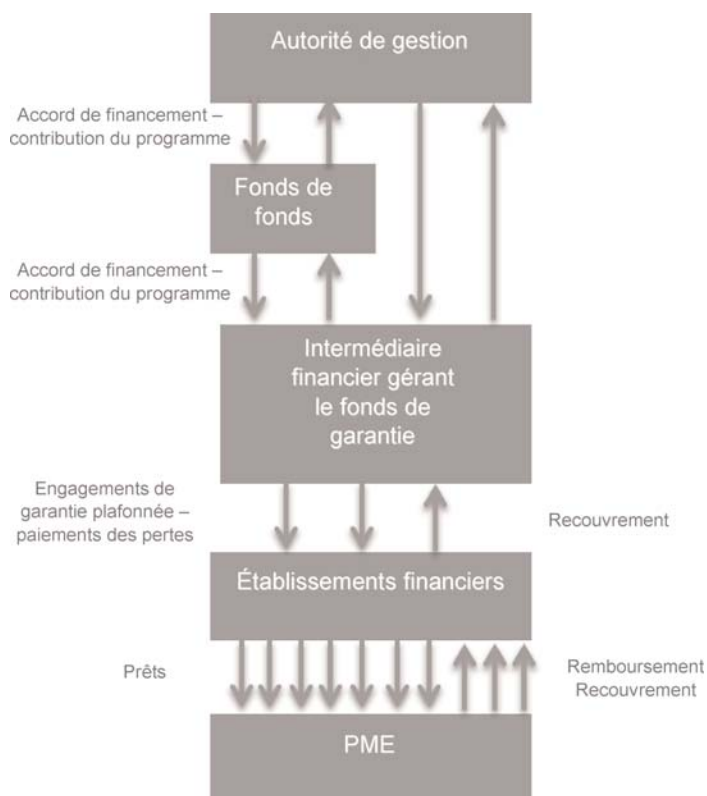 Autorité de gestion
Accord de financement –
contribution du programme
Fonds de
fonds
Accord de financement –
contribution du programme
Intermédiaire
financier gérant
le fonds de
garantie
Engagements de
garantie plafonnée –
paiements des pertes
Recouvrement
Établissements financiers
Prêts
Remboursement
Recouvrement
PME